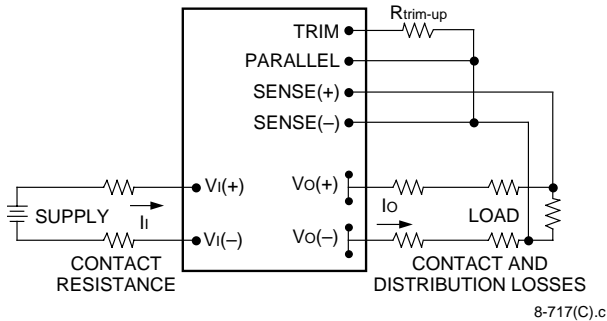 Rtrim-up
TRIM
PARALLEL
SENSE(+)
SENSE(–)
VI(+)
VO(+)
IO
SUPPLY
II
LOAD
VI(–)
VO(–)
CONTACT
RESISTANCE
CONTACT AND
DISTRIBUTION LOSSES
8-717(C).c